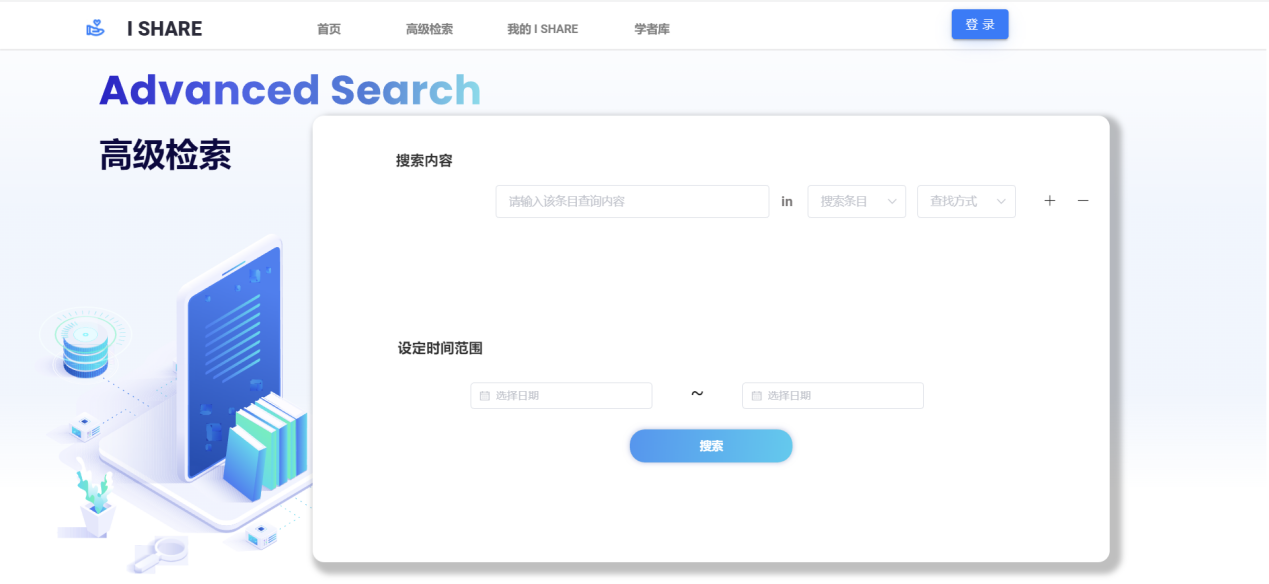 I SHARE 首页 高级检索 我的 I SHARE 学者库 登 录
Advanced Search
高级检索
搜索内容
请输入该条目查询内容 in 搜索条目 查找方式 + −
设定时间范围
选择日期 ~ 选择日期
搜索